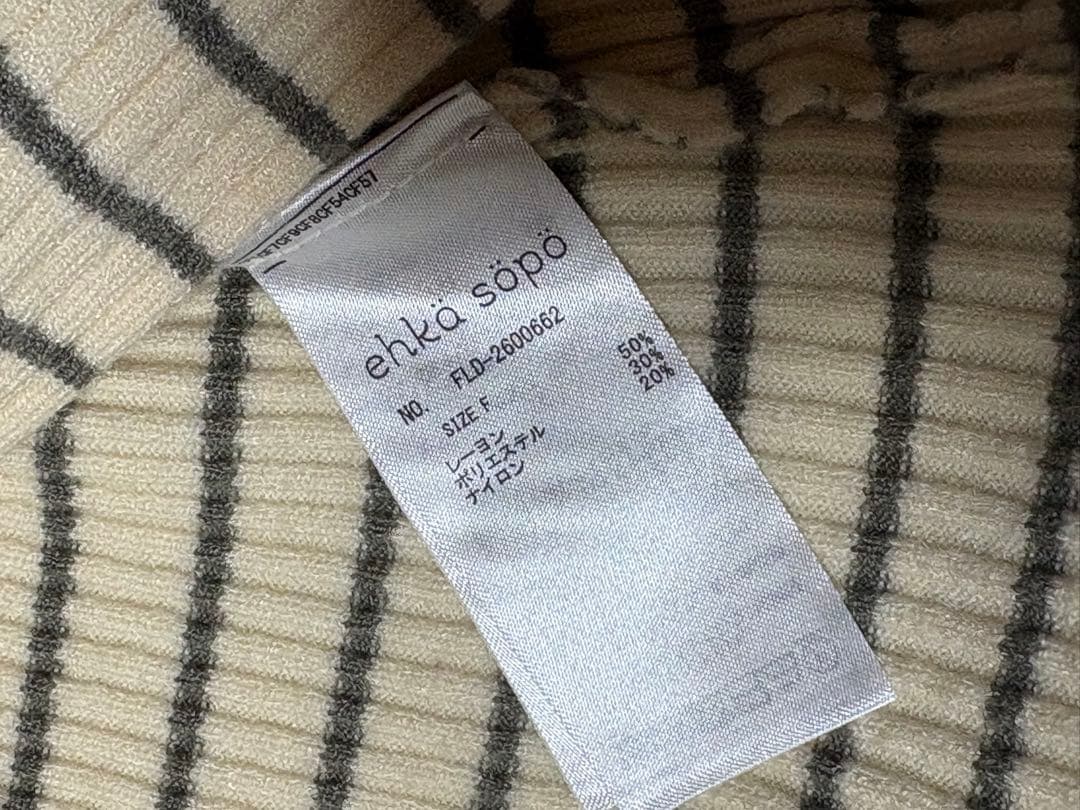 ehkä söpö
NO. FLD-2600662
SIZE F
レーヨン 50%
ポリエステル 30%
ナイロン 20%